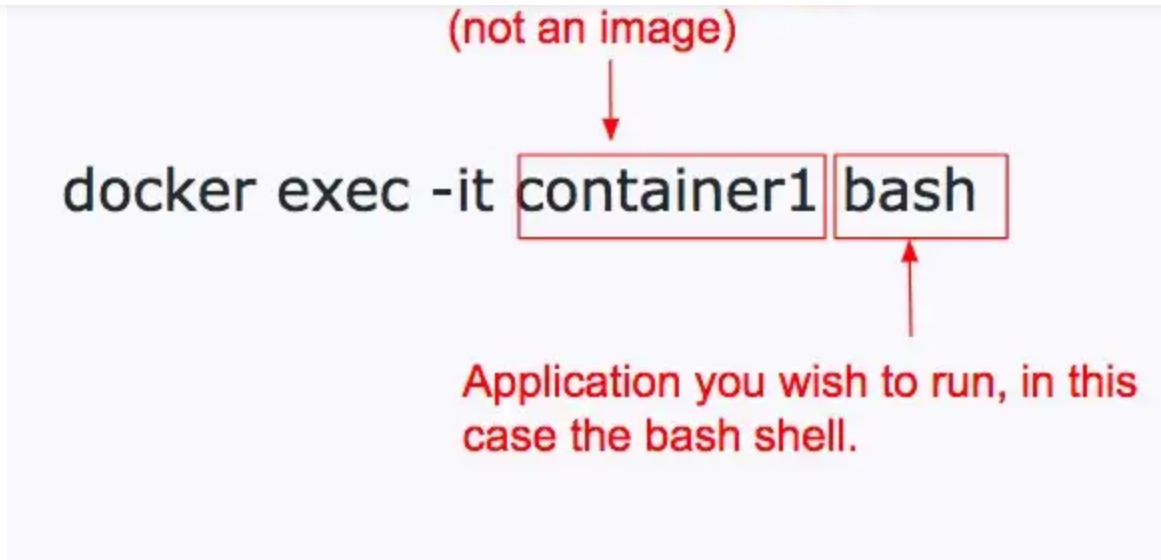 (not an image)
docker exec -it container1 bash
Application you wish to run, in this
case the bash shell.